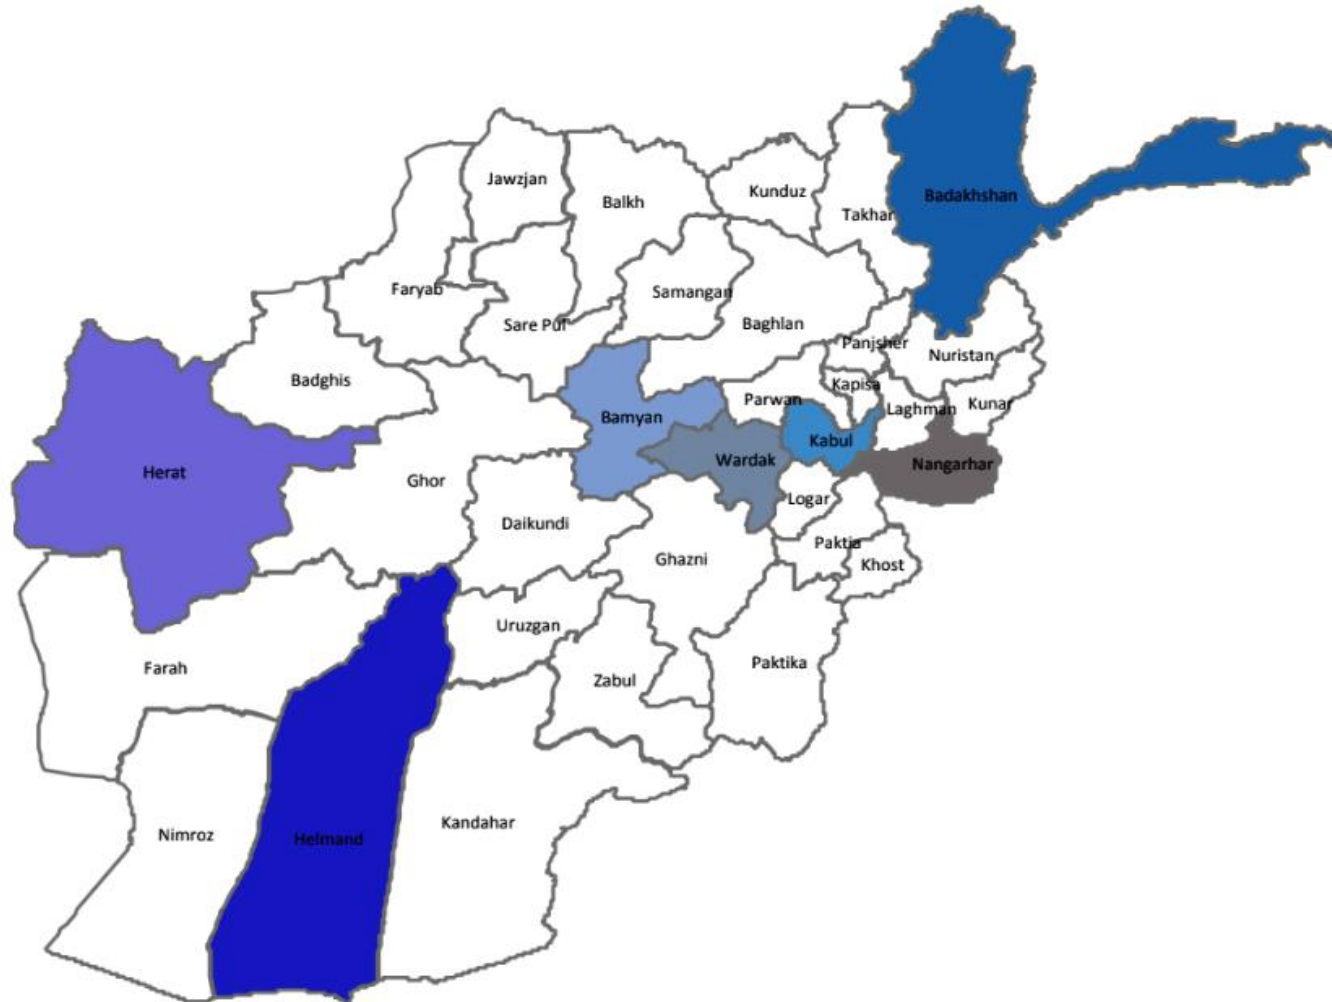 Jawzjan
Balkh
Kunduz
Takhar
Badakhshan
Faryab
Sare Pul
Samangan
Baghlan
Panjsher
Nuristan
Badghis
Bamyan
Parwan
Kapisa
Laghman
Kunar
Herat
Ghor
Wardak
Kabul
Nangarhar
Daikundi
Logar
Ghazni
Paktia
Khost
Uruzgan
Farah
Zabul
Paktika
Nimroz
Helmand
Kandahar